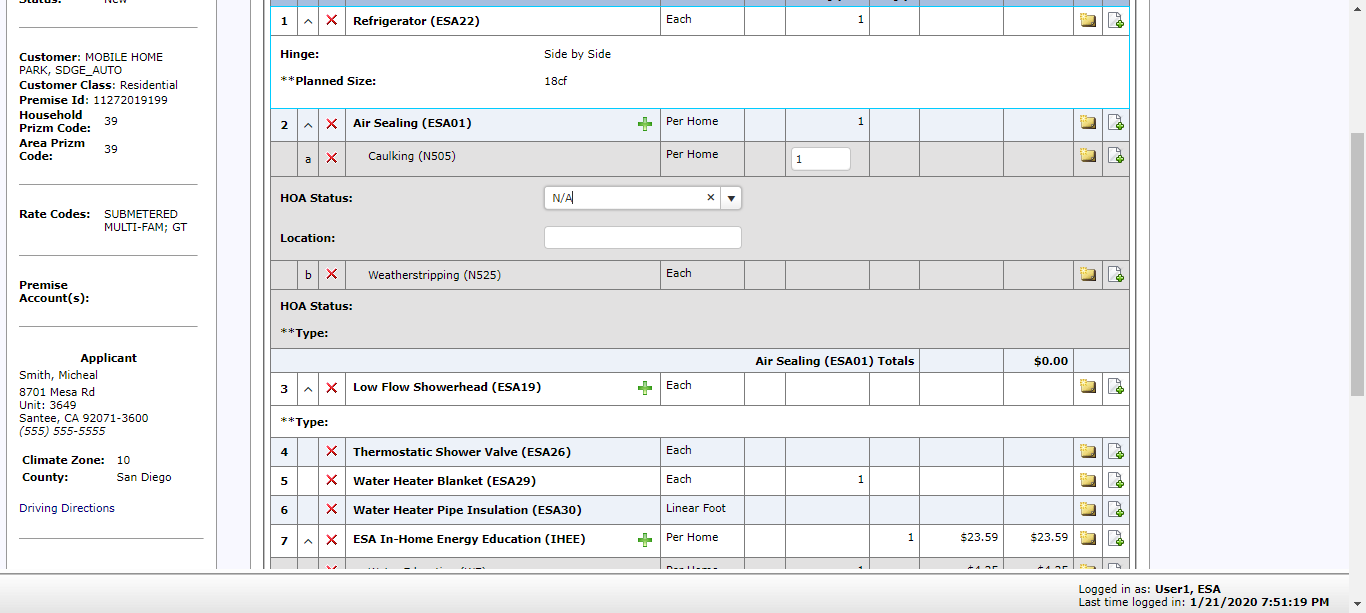 Status: New
Customer: MOBILE HOME
PARK, SDGE_AUTO
Customer Class: Residential
Premise Id: 11272019199
Household
Prizm Code: 39
Area Prizm
Code: 39
Rate Codes: SUBMETERED
MULTI-FAM; GT
Premise
Account(s):
Applicant
Smith, Micheal
8701 Mesa Rd
Unit: 3649
Santee, CA 92071-3600
(555) 555-5555
Climate Zone: 10
County: San Diego
Driving Directions
1 Refrigerator (ESA22) Each 1
Hinge: Side by Side
**Planned Size: 18cf
2 Air Sealing (ESA01) Per Home 1
a Caulking (N505) Per Home 1
HOA Status: N/A
Location:
b Weatherstripping (N525) Each
HOA Status:
**Type:
Air Sealing (ESA01) Totals $0.00
3 Low Flow Showerhead (ESA19) Each
**Type:
4 Thermostatic Shower Valve (ESA26) Each
5 Water Heater Blanket (ESA29) Each 1
6 Water Heater Pipe Insulation (ESA30) Linear Foot
7 ESA In-Home Energy Education (IHEE) Per Home 1 $23.59 $23.59
Per Home 1
Logged in as: User1, ESA
Last time logged in: 1/21/2020 7:51:19 PM